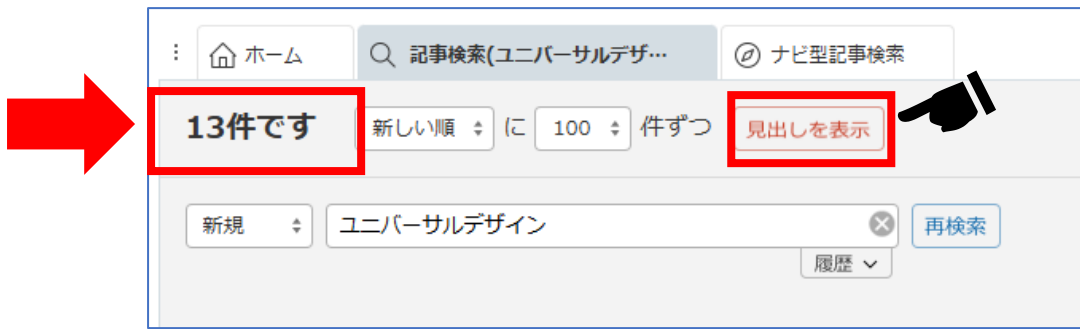 ホーム 記事検索(ユニバーサルデザ… ナビ型記事検索
13件です 新しい順 に 100 件ずつ 見出しを表示
新規 ユニバーサルデザイン 再検索
履歴